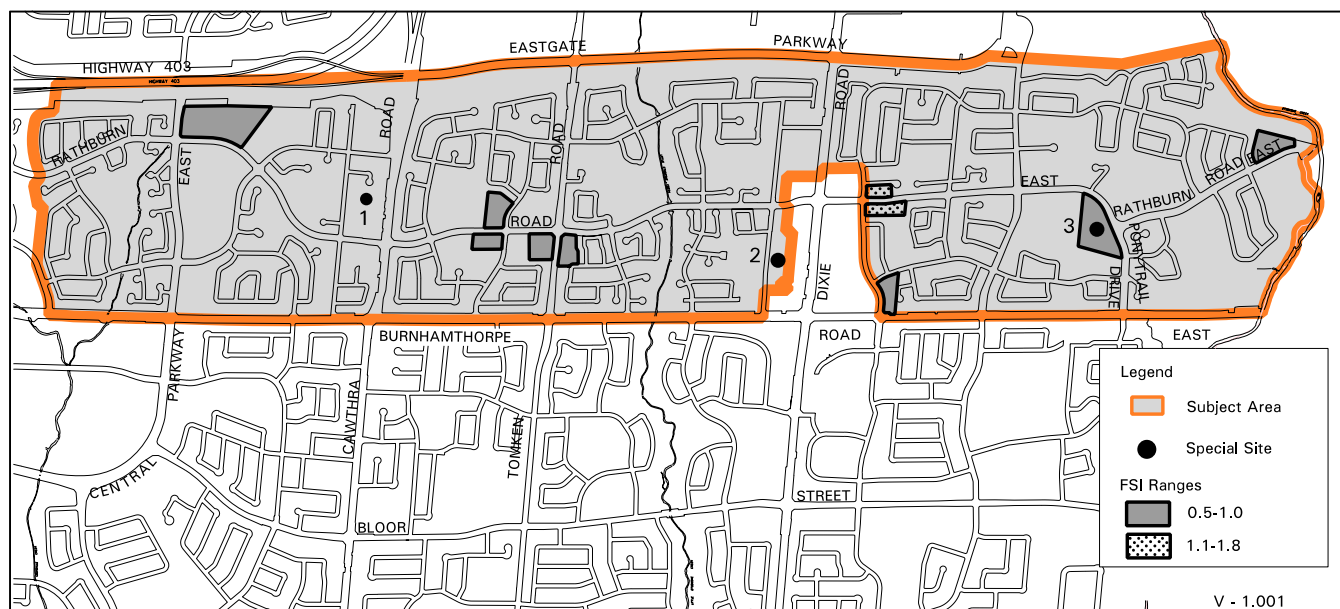 EASTGATE
PARKWAY
HIGHWAY 403
HIGHWAY 403
ROAD
ROAD
ROAD
RATHBURN
EAST
ROAD
EAST
EAST
RATHBURN
ROAD
1
2
3
DIXIE
DRIVE
PONYTRAIL
BURNHAMTHORPE
ROAD
EAST
PARKWAY
CAWTHRA
TOMKEN
CENTRAL
BLOOR
STREET
Legend
Subject Area
Special Site
FSI Ranges
0.5-1.0
1.1-1.8
V - 1.001